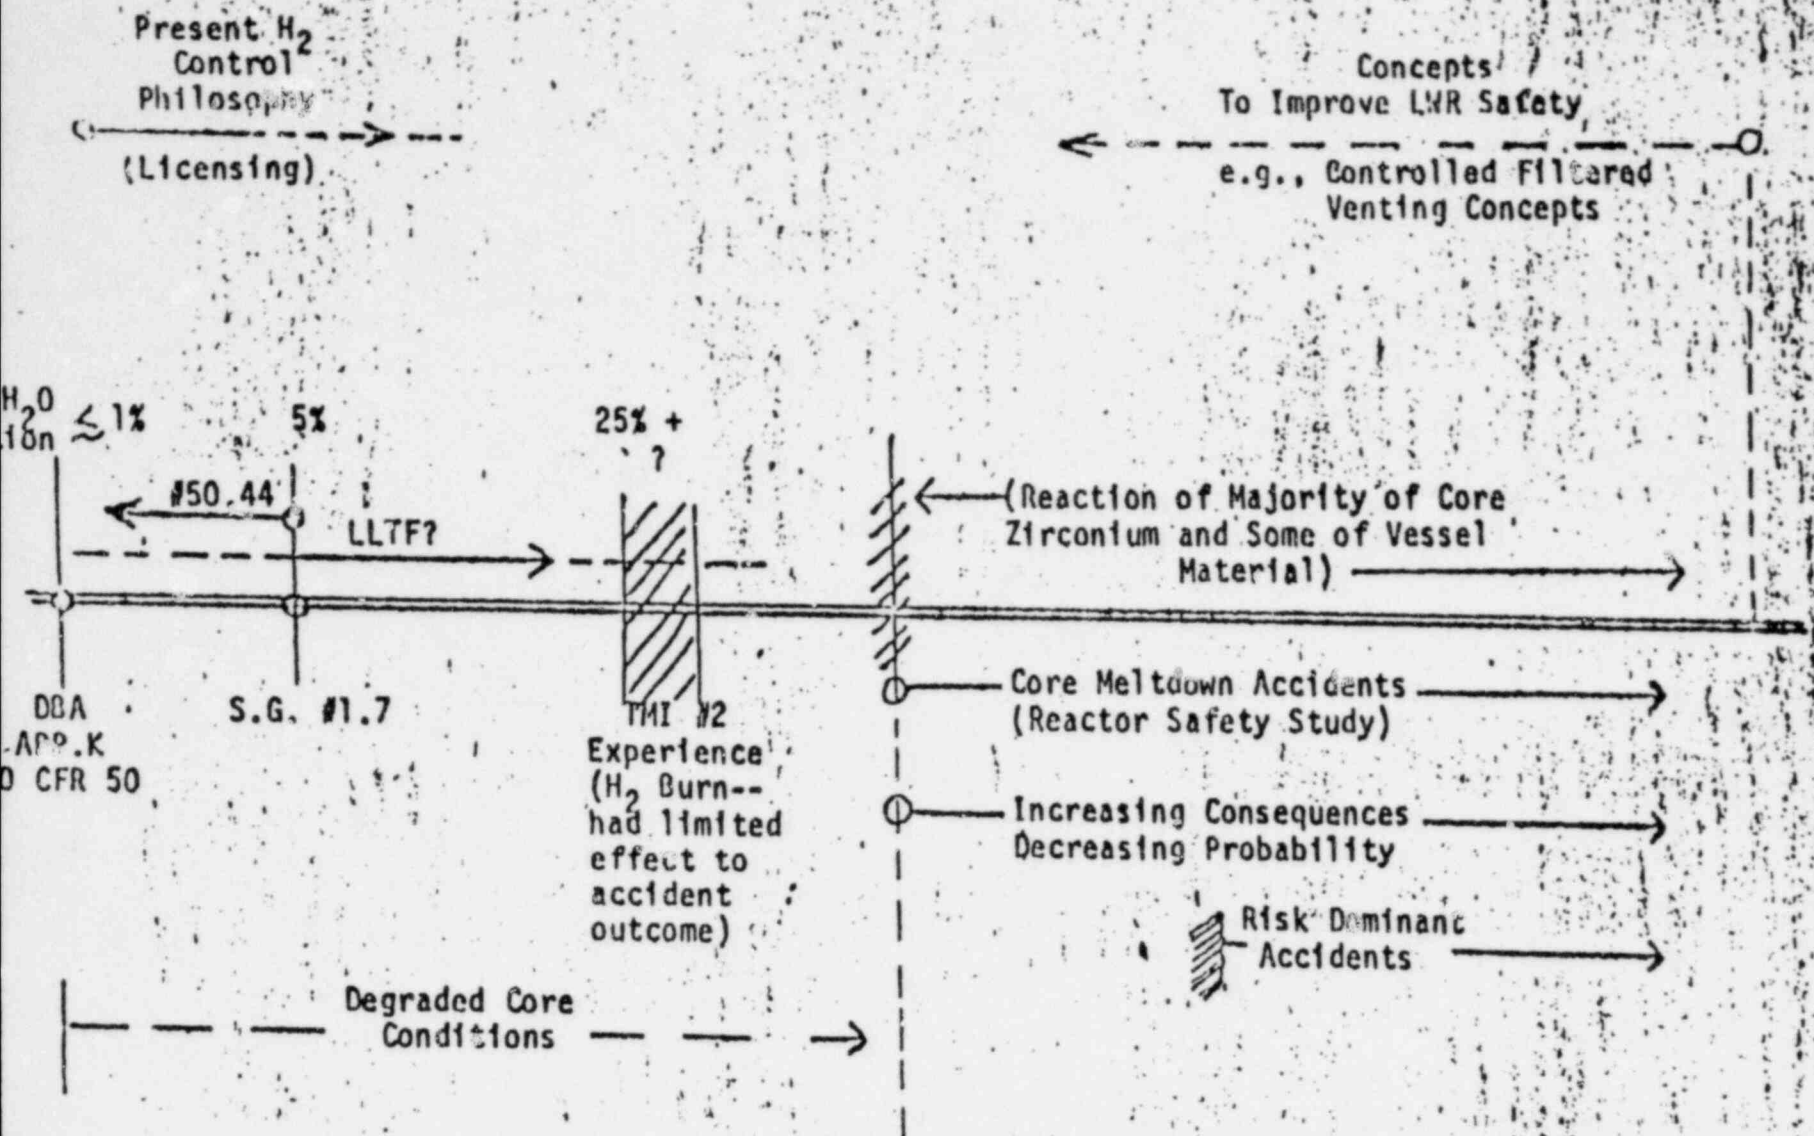 Present H2
Control
Philosophy
(Licensing)
Concepts
To Improve LWR Safety
e.g., Controlled Filtered
Venting Concepts
H2O
≲ 1%
5%
25% +
?
#50.44
LLTF?
(Reaction of Majority of Core
Zirconium and Some of Vessel
Material)
DBA
APP.K
CFR 50
S.G. #1.7
TMI #2
Experience
(H2 Burn--
had limited
effect to
accident
outcome)
Core Meltdown Accidents
(Reactor Safety Study)
Increasing Consequences
Decreasing Probability
Risk Dominant
Accidents
Degraded Core
Conditions